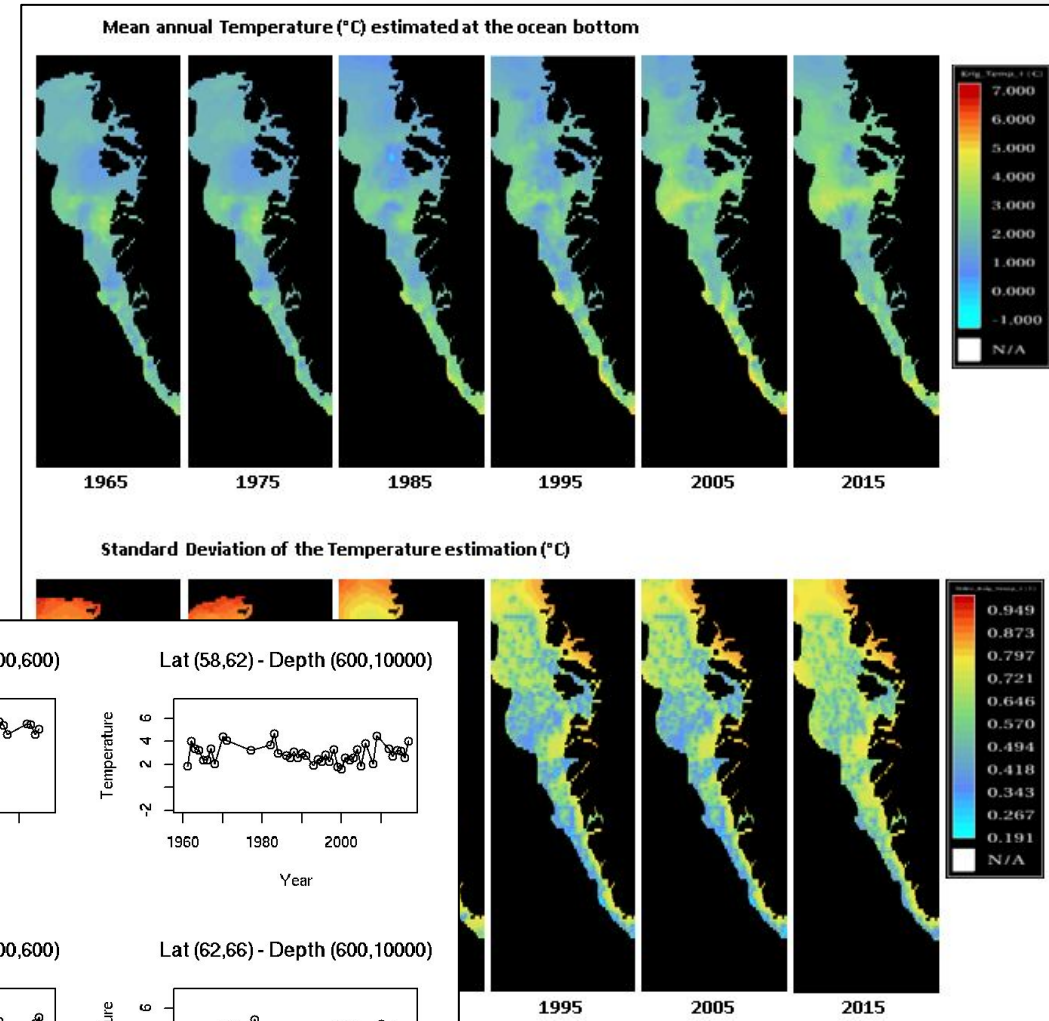 Mean annual Temperature (°C) estimated at the ocean bottom
7.000
6.000
5.000
4.000
3.000
2.000
1.000
0.000
-1.000
N/A
1965 1975 1985 1995 2005 2015
Standard Deviation of the Temperature estimation (°C)
0.949
0.873
0.797
0.721
0.646
0.570
0.494
0.418
0.343
0.267
0.191
N/A
1995 2005 2015
00,600)
Lat (58,62) - Depth (600,10000)
Temperature
6
4
2
-2
1960 1980 2000
Year
00,600)
Lat (62,66) - Depth (600,10000)
6
ure